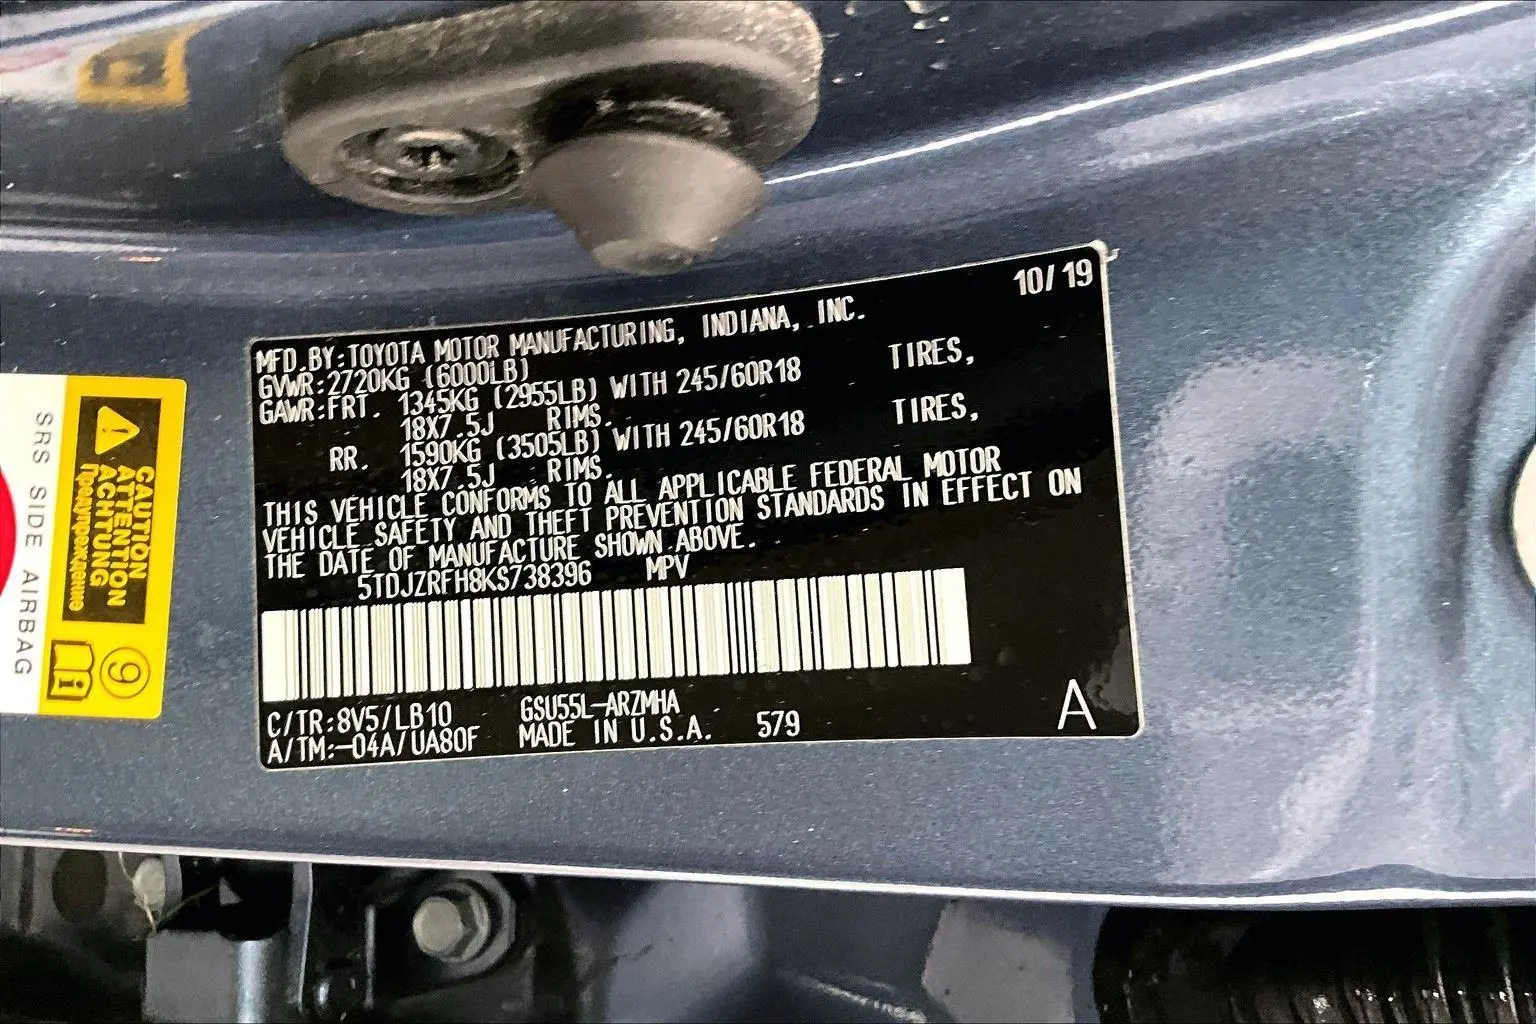 10/19
MFD.BY:TOYOTA MOTOR MANUFACTURING, INDIANA, INC.
GVWR:2720KG (6000LB)
GAWR:FRT. 1345KG (2955LB) WITH 245/60R18 TIRES,
18X7.5J RIMS.
RR. 1590KG (3505LB) WITH 245/60R18 TIRES,
18X7.5J RIMS.
THIS VEHICLE CONFORMS TO ALL APPLICABLE FEDERAL MOTOR
VEHICLE SAFETY AND THEFT PREVENTION STANDARDS IN EFFECT ON
THE DATE OF MANUFACTURE SHOWN ABOVE.
5TDJZRFH8KS738396 MPV
C/TR:8V5/LB10 GSU55L-ARZMHA
A/TM:-04A/UA80F MADE IN U.S.A. 579
A
CAUTION
ATTENTION
ACHTUNG
Предупреждение
9
i
SRS SIDE AIRBAG